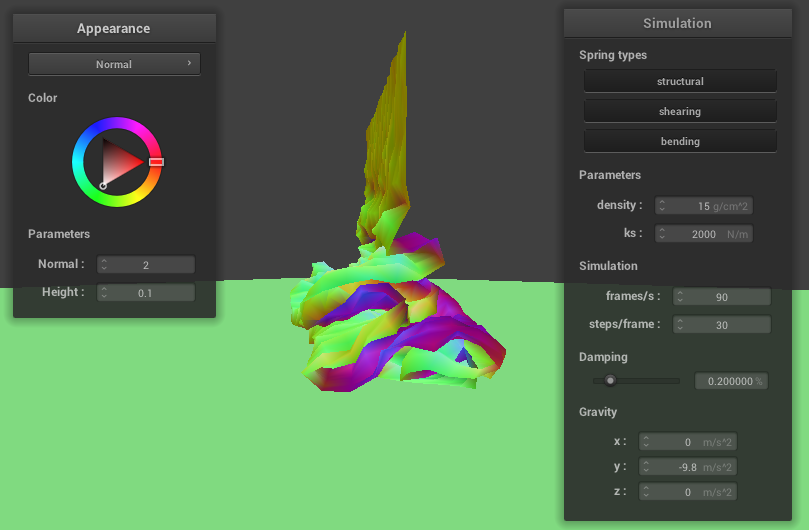 Appearance
Normal ›
Color
Parameters
Normal : 2
Height : 0.1
Simulation
Spring types
structural
shearing
bending
Parameters
density : 15 g/cm^2
ks : 2000 N/m
Simulation
frames/s : 90
steps/frame : 30
Damping
0.200000 %
Gravity
x : 0 m/s^2
y : -9.8 m/s^2
z : 0 m/s^2